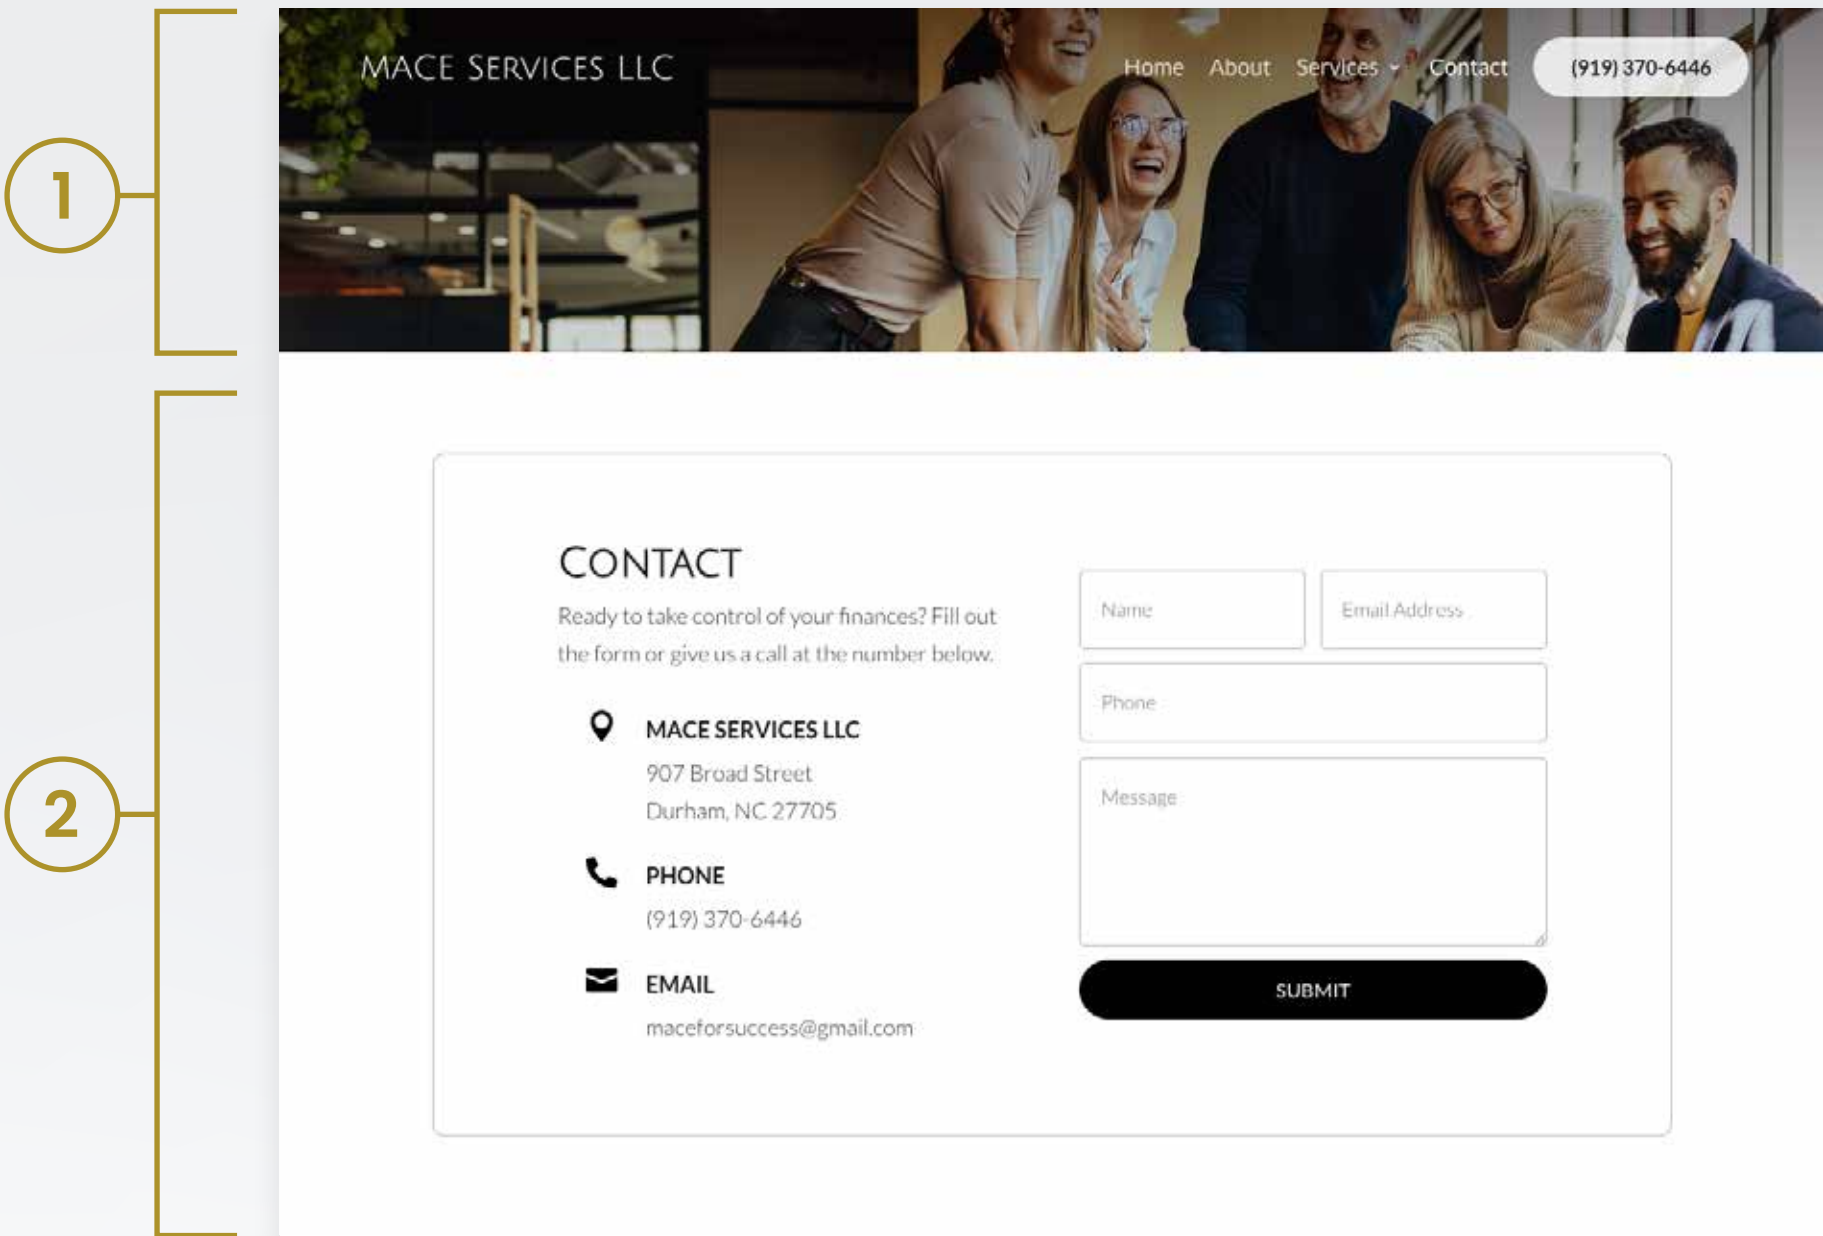 1
MACE SERVICES LLC
Home About Services Contact (919) 370-6446
2
CONTACT
Ready to take control of your finances? Fill out
the form or give us a call at the number below.
MACE SERVICES LLC
907 Broad Street
Durham, NC 27705
PHONE
(919) 370-6446
EMAIL
maceforsuccess@gmail.com
Name Email Address
Phone
Message
SUBMIT